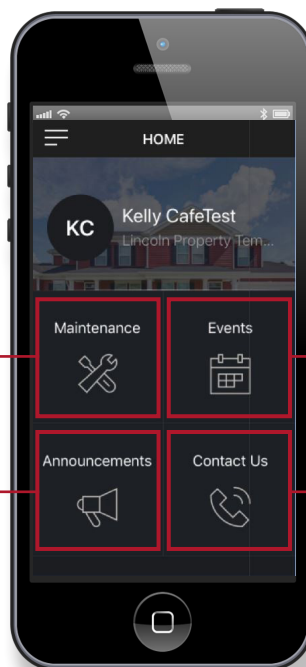 HOME
KC
Kelly CafeTest
Lincoln Property Tem...
Maintenance
Events
Announcements
Contact Us